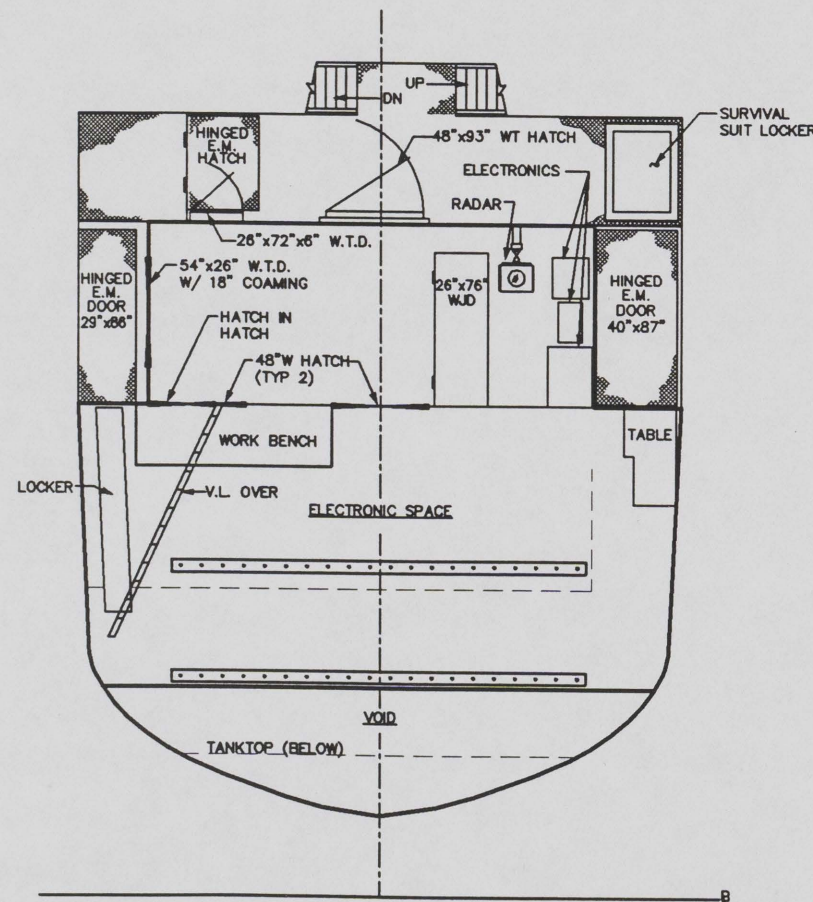 UP
DN
HINGED
E.M.
HATCH
48"x93" WT HATCH
SURVIVAL
SUIT LOCKER
ELECTRONICS
RADAR
26"x72"x6" W.T.D.
54"x26" W.T.D.
W/ 18" COAMING
HINGED
E.M.
DOOR
29"x86"
26"x76"
WJD
HINGED
E.M.
DOOR
40"x87"
HATCH IN
HATCH
48"W HATCH
(TYP 2)
WORK BENCH
TABLE
LOCKER
V.L. OVER
ELECTRONIC SPACE
VOID
TANKTOP (BELOW)
B